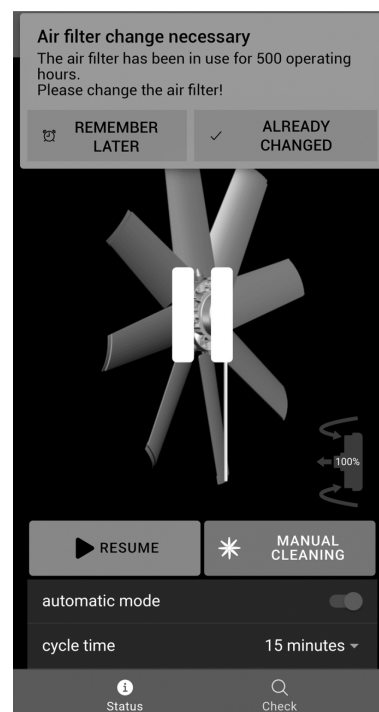 Air filter change necessary
The air filter has been in use for 500 operating
hours.
Please change the air filter!
REMEMBER
LATER
ALREADY
CHANGED
100%
RESUME
MANUAL
CLEANING
automatic mode
cycle time
15 minutes
Status
Check